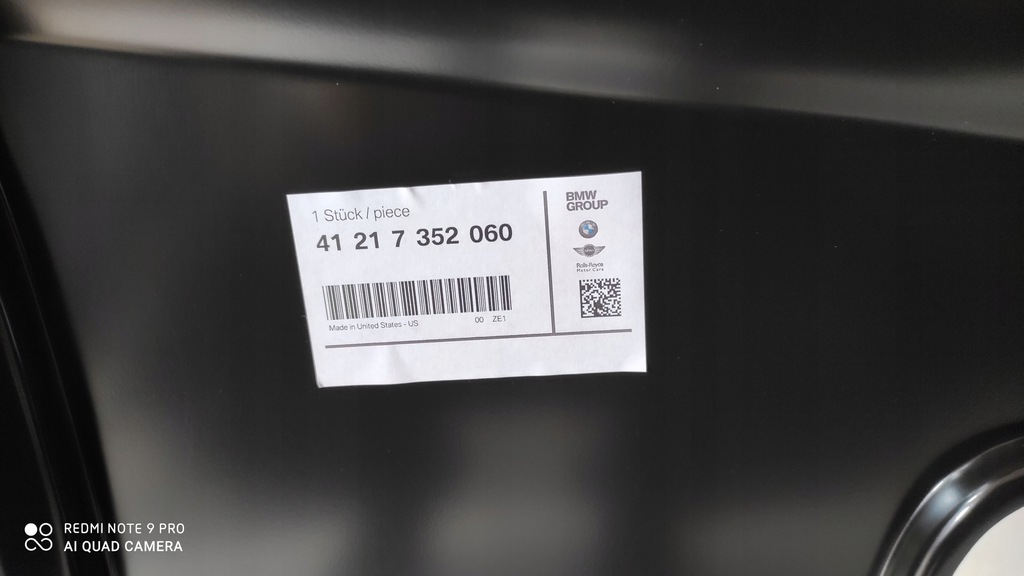 1 Stück / piece
41 21 7 352 060
Made in United States - US
00 ZE1
BMW
GROUP
Rolls-Royce
Motor Cars
REDMI NOTE 9 PRO
AI QUAD CAMERA